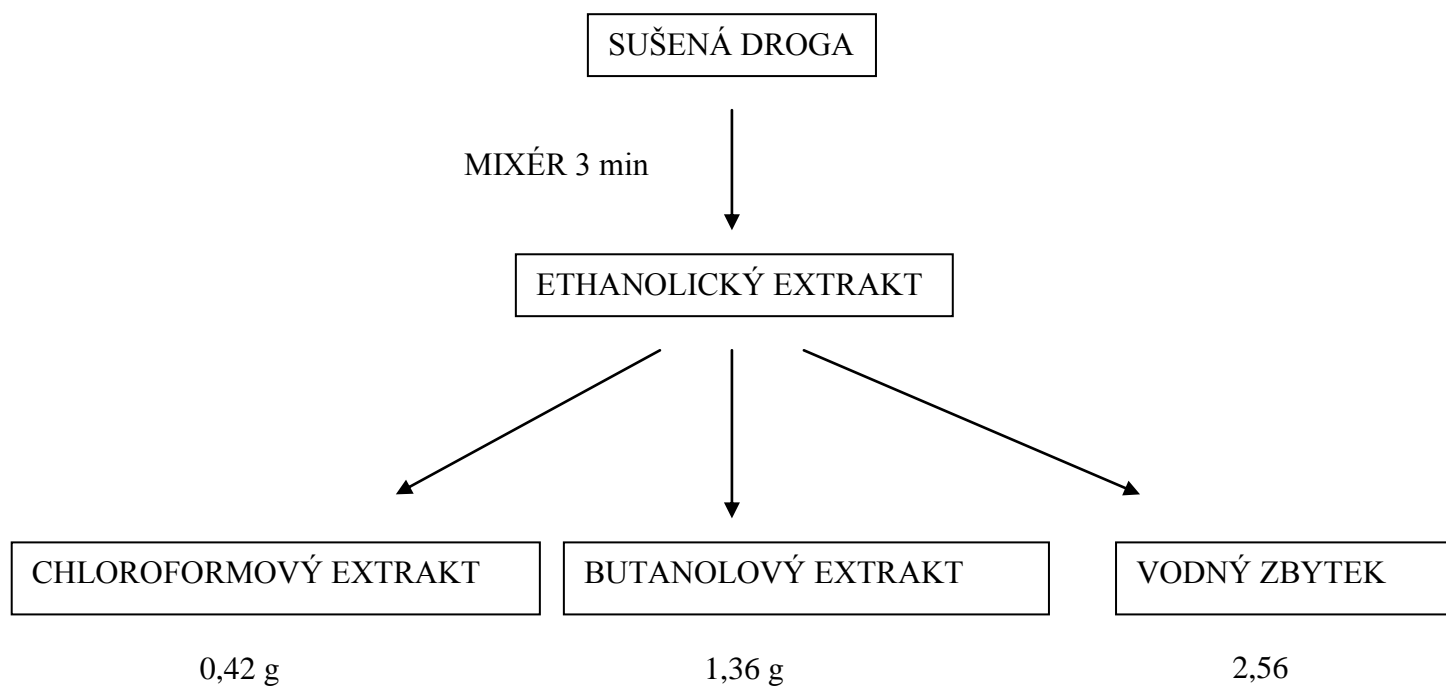 SUŠENÁ DROGA
MIXÉR 3 min
ETHANOLICKÝ EXTRAKT
CHLOROFORMOVÝ EXTRAKT
BUTANOLOVÝ EXTRAKT
VODNÝ ZBYTEK
0,42 g
1,36 g
2,56